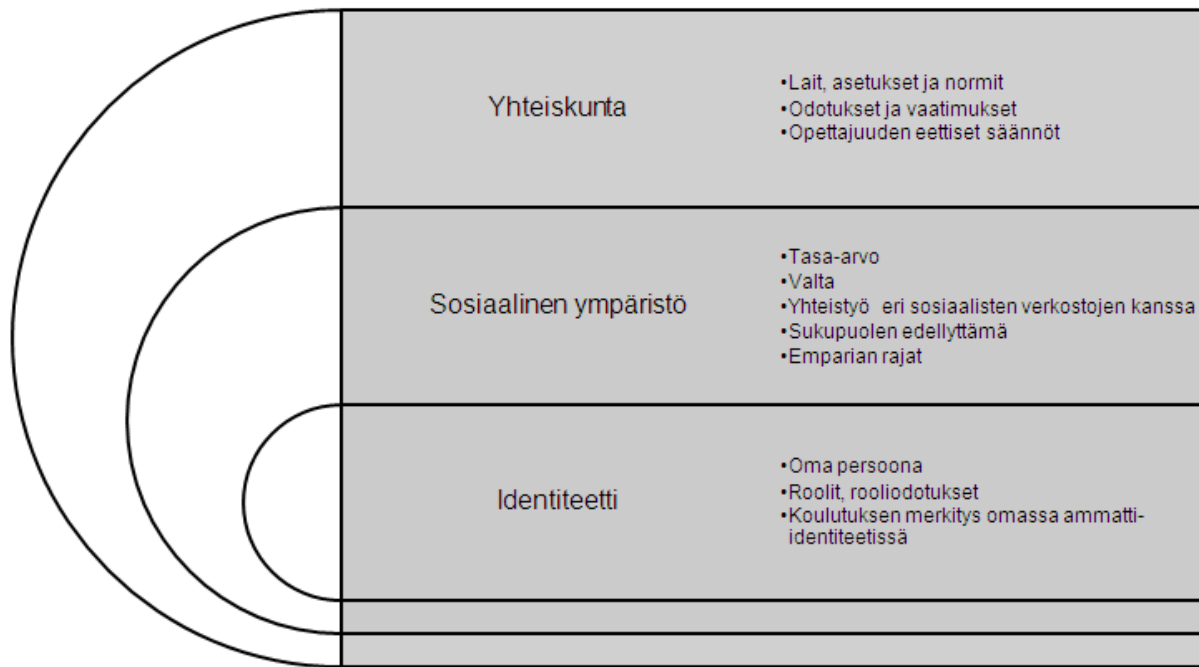 Yhteiskunta
•Lait, asetukset ja normit
•Odotukset ja vaatimukset
•Opettajuuden eettiset säännöt
Sosiaalinen ympäristö
•Tasa-arvo
•Valta
•Yhteistyö eri sosiaalisten verkostojen kanssa
•Sukupuolen edellyttämä
•Emparian rajat
Identiteetti
•Oma persoona
•Roolit, rooliodotukset
•Koulutuksen merkitys omassa ammatti-
identiteetissä